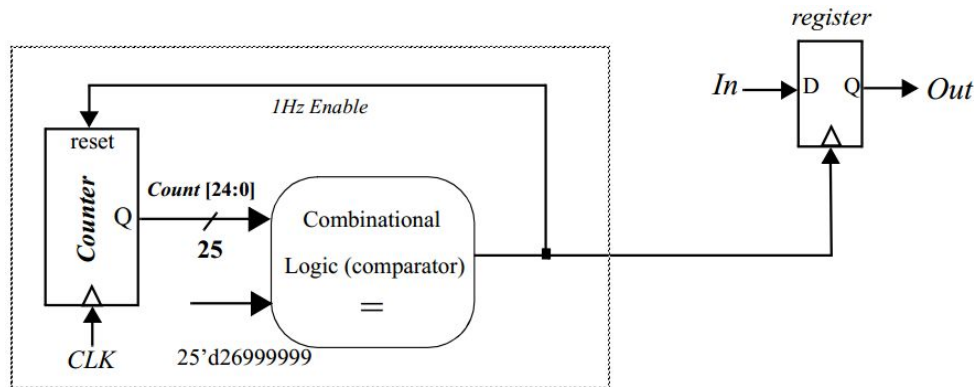 register
In
D
Q
Out
1Hz Enable
reset
Counter
Q
Count [24:0]
25
Combinational
Logic (comparator)
=
CLK
25'd26999999